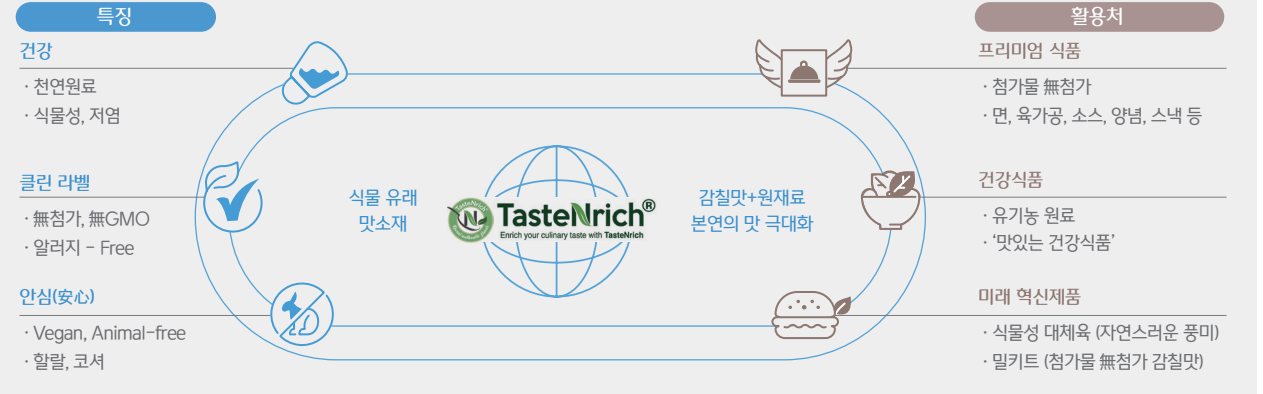 특징
건강
· 천연원료
· 식물성, 저염
클린 라벨
· 無첨가, 無GMO
· 알러지 - Free
안심(安心)
· Vegan, Animal-free
· 할랄, 코셔
식물 유래
맛소재
TasteNrich®
Enrich your culinary taste with TasteNrich
감칠맛+원재료
본연의 맛 극대화
활용처
프리미엄 식품
· 첨가물 無첨가
· 면, 육가공, 소스, 양념, 스낵 등
건강식품
· 유기농 원료
· ‘맛있는 건강식품’
미래 혁신제품
· 식물성 대체육 (자연스러운 풍미)
· 밀키트 (첨가물 無첨가 감칠맛)